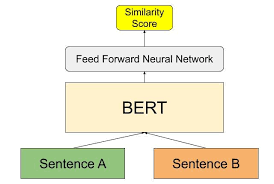 Similarity
Score
Feed Forward Neural Network
BERT
Sentence A
Sentence B